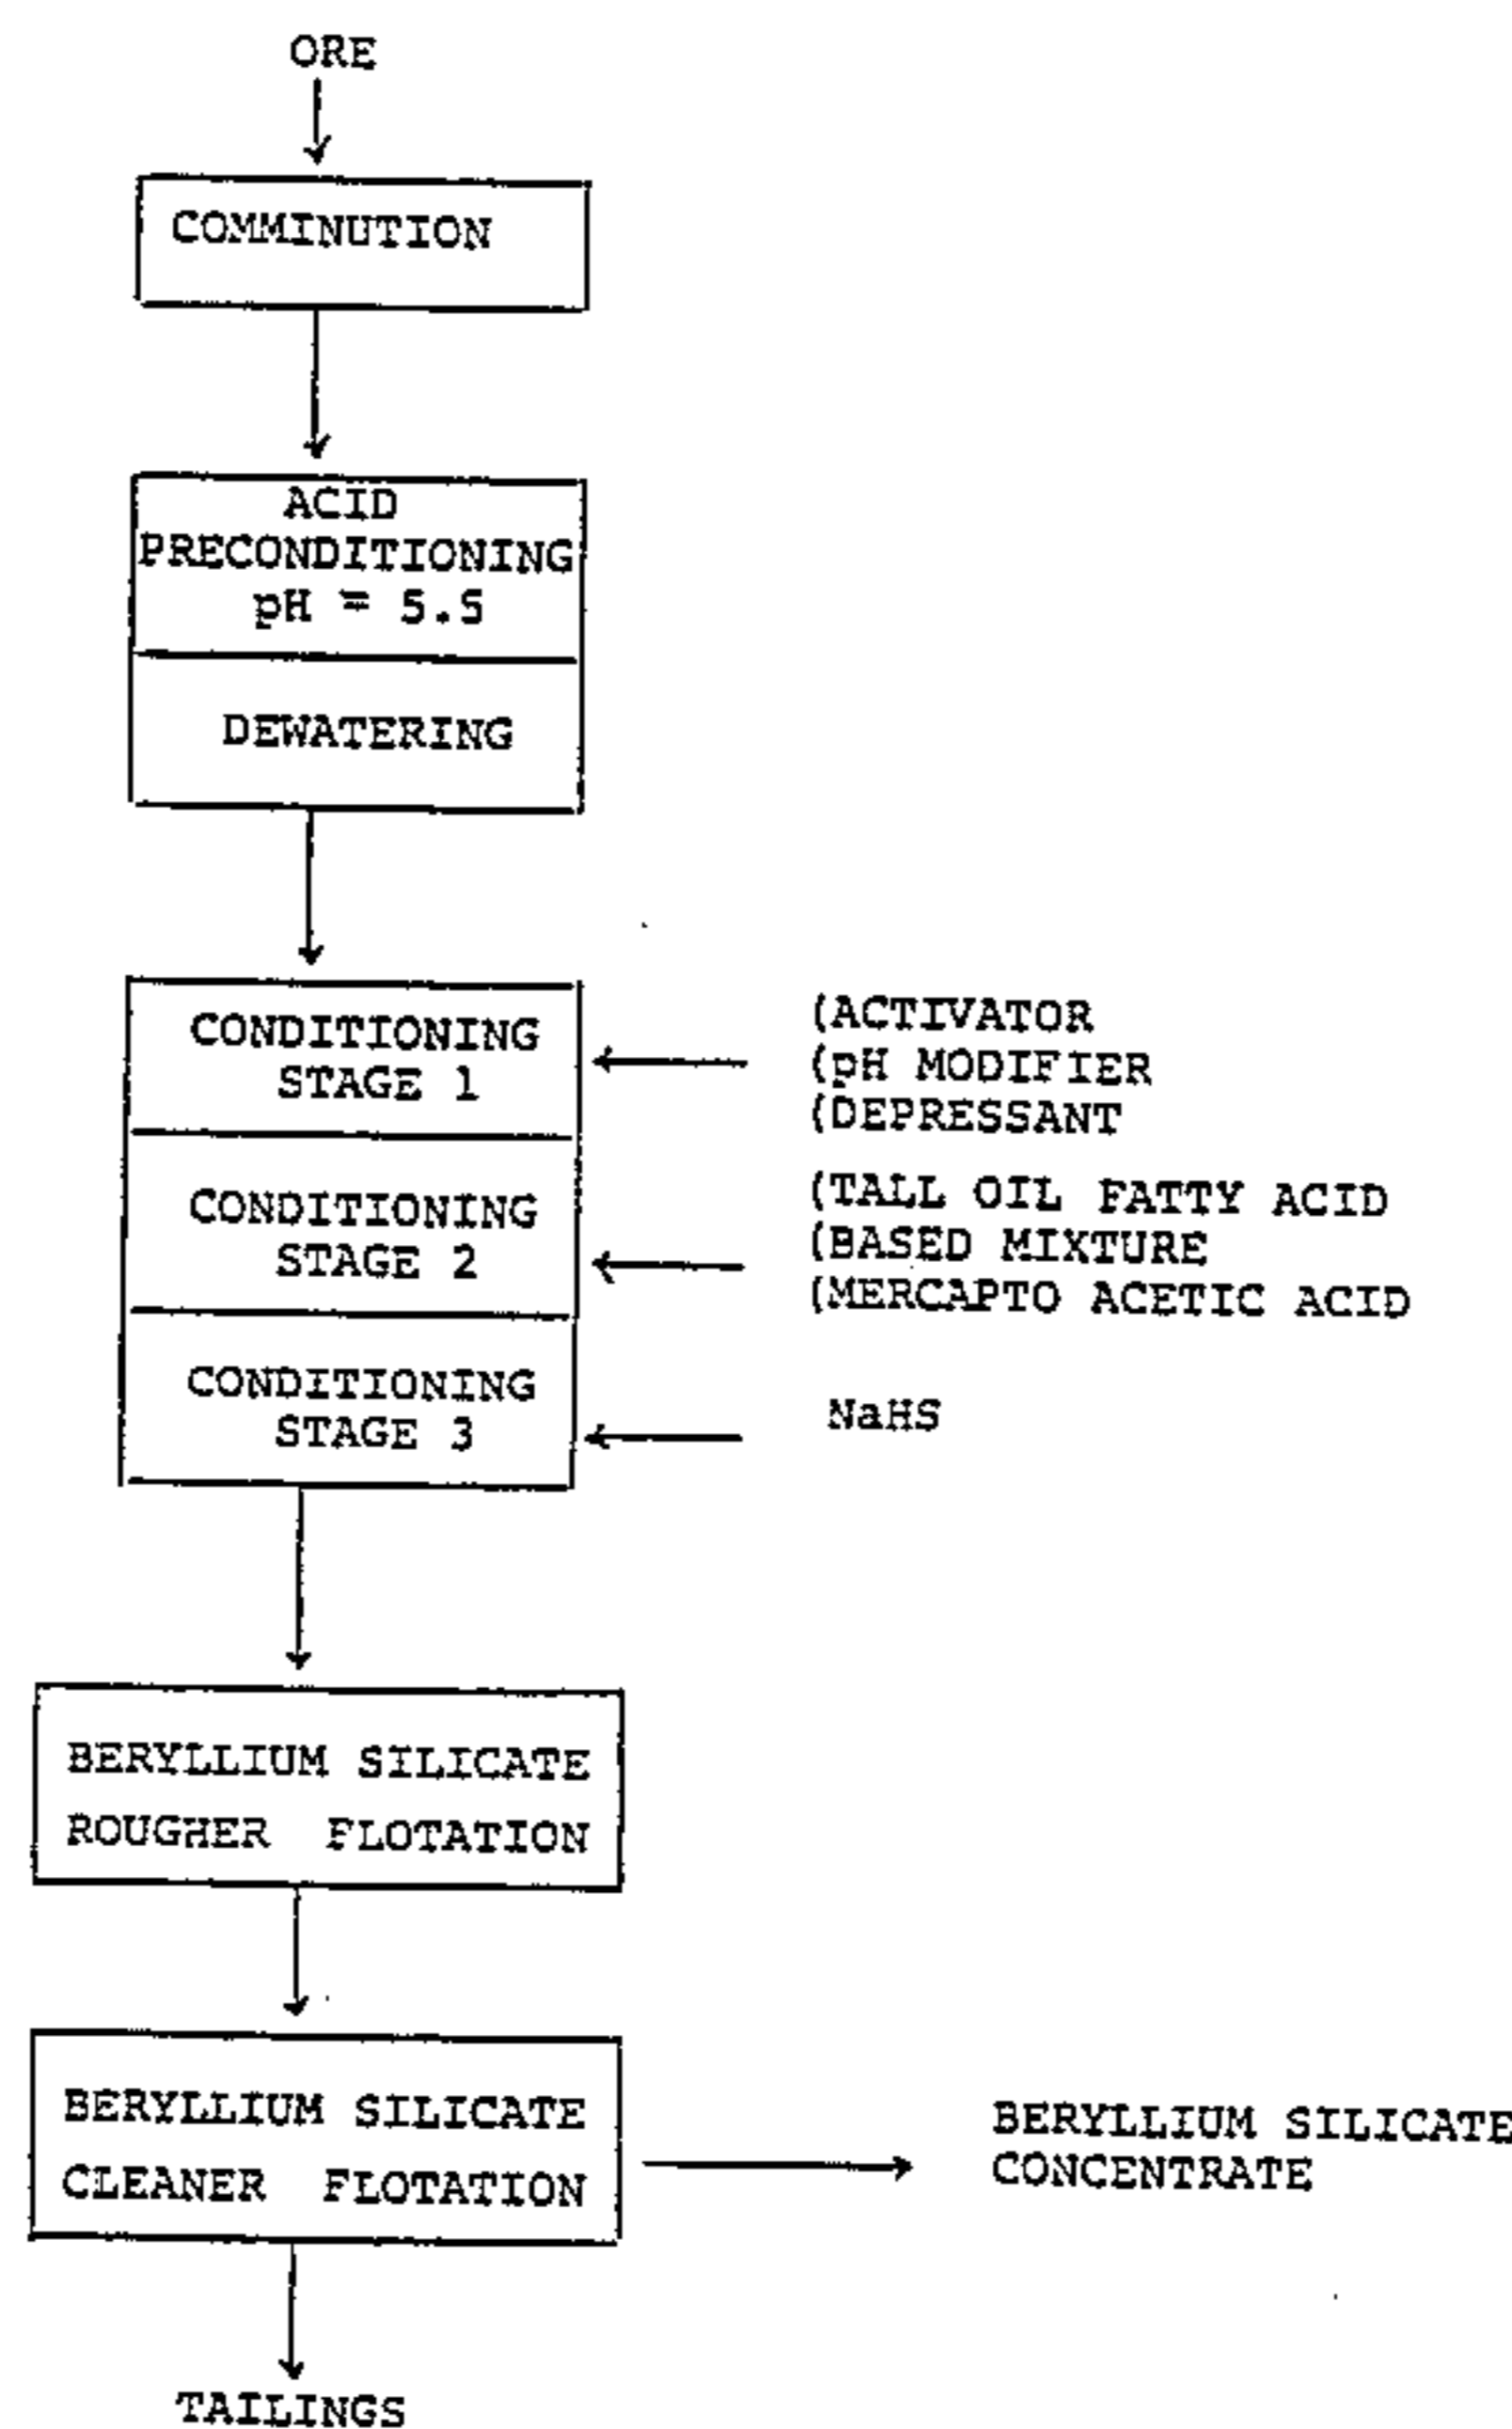 ORE
COMMINUTION
ACID
PRECONDITIONING
pH = 5.5
DEWATERING
CONDITIONING
STAGE 1
(ACTIVATOR
(pH MODIFIER
(DEPRESSANT
CONDITIONING
STAGE 2
(TALL OIL FATTY ACID
(BASED MIXTURE
(MERCAPTO ACETIC ACID
CONDITIONING
STAGE 3
NaHS
BERYLLIUM SILICATE
ROUGHER FLOTATION
BERYLLIUM SILICATE
CLEANER FLOTATION
BERYLLIUM SILICATE
CONCENTRATE
TAILINGS